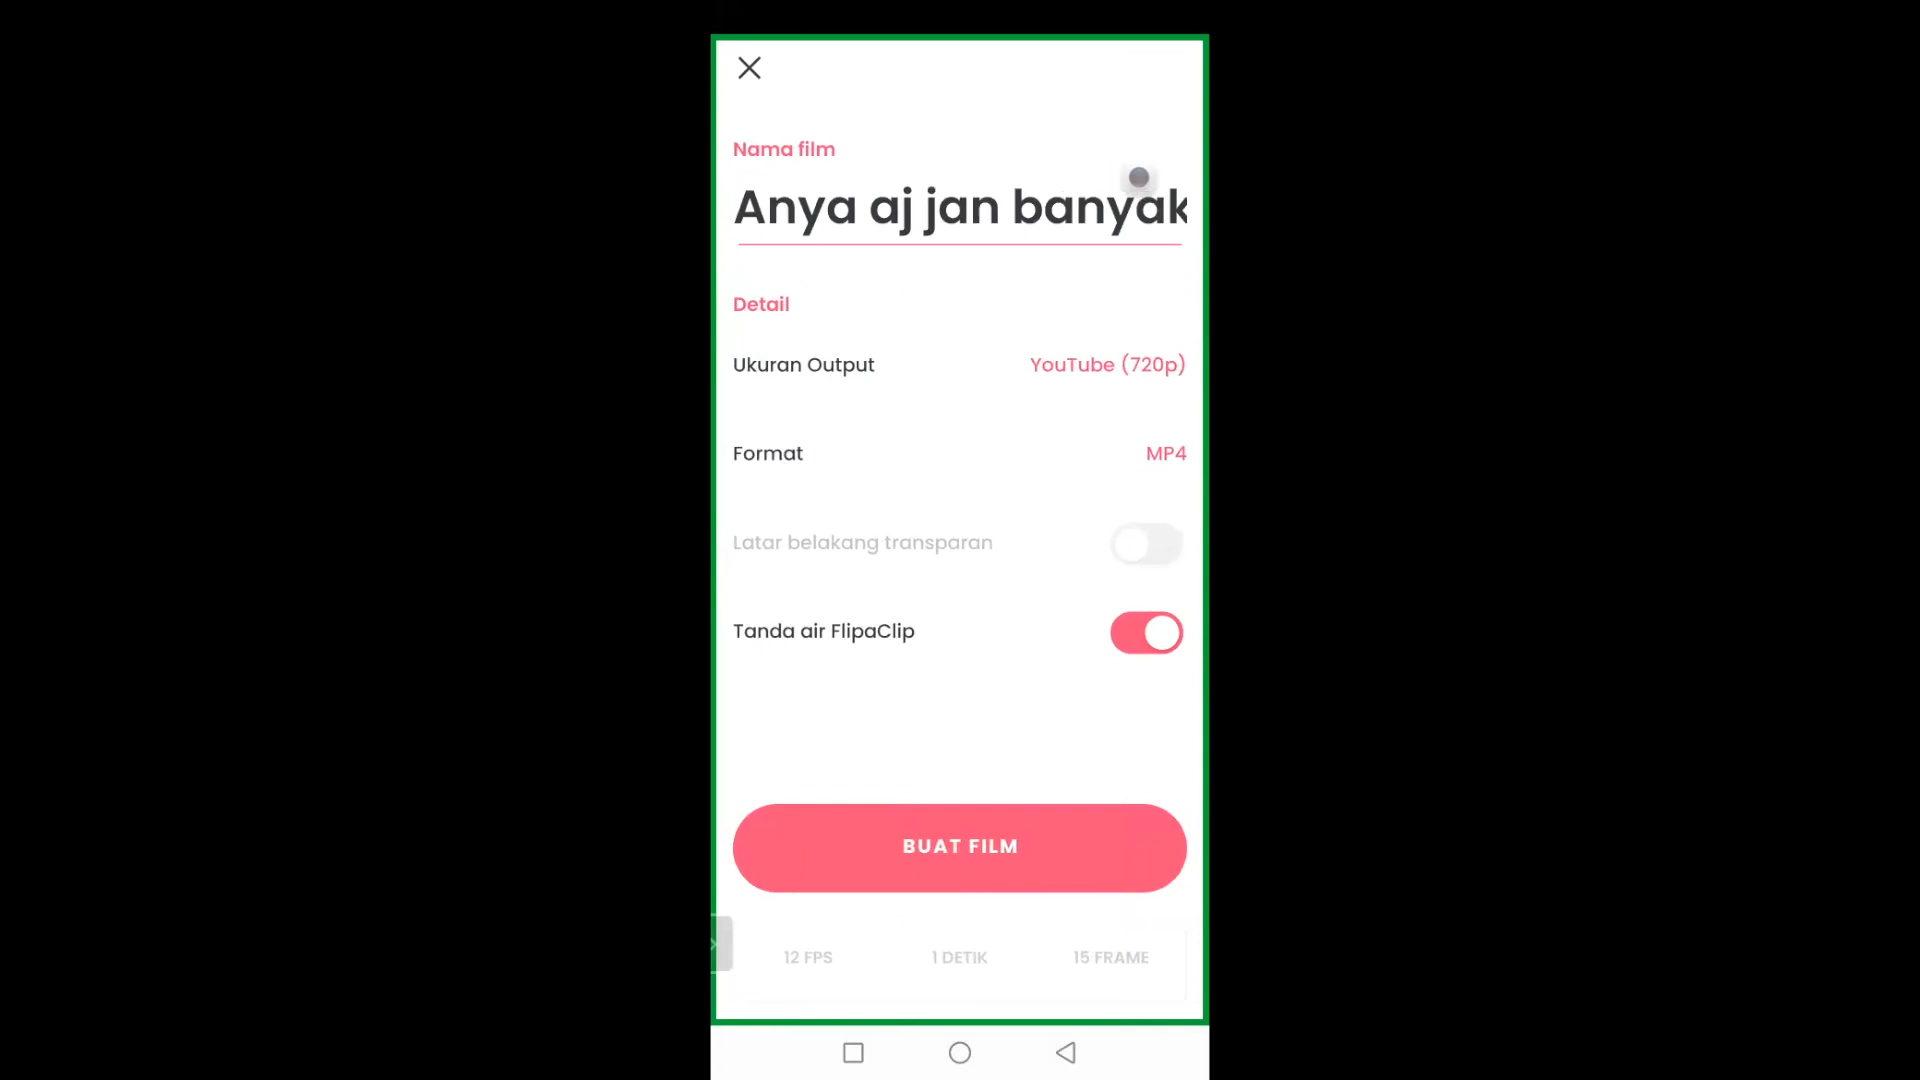 Nama film
Anya aj jan banyak
Detail
Ukuran Output YouTube (720p)
Format MP4
Latar belakang transparan
Tanda air FlipaClip
BUAT FILM
12 FPS 1 DETIK 15 FRAME